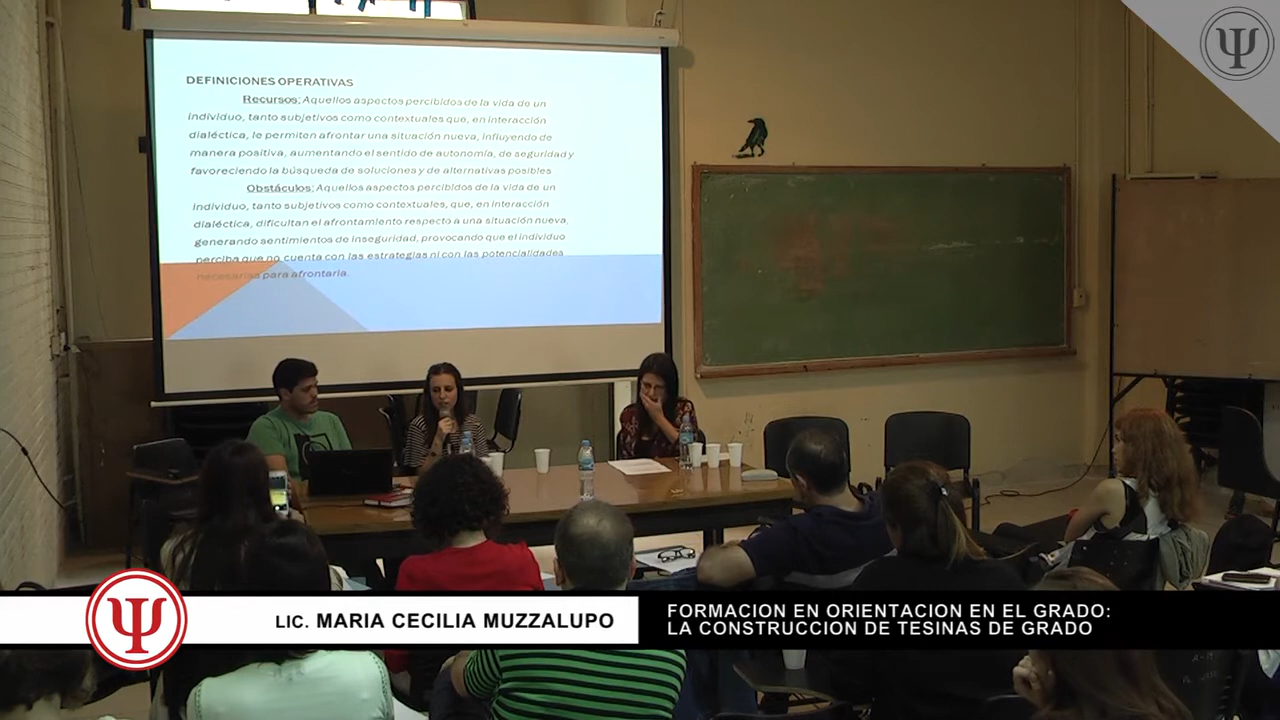 DEFINICIONES OPERATIVAS
Recursos: Aquellos aspectos percibidos de la vida de un
individuo, tanto subjetivos como contextuales que, en interacción
dialéctica, le permiten afrontar una situación nueva, influyendo de
manera positiva, aumentando el sentido de autonomía, de seguridad y
favoreciendo la búsqueda de soluciones y de alternativas posibles
Obstáculos: Aquellos aspectos percibidos de la vida de un
individuo, tanto subjetivos como contextuales, que, en interacción
dialéctica, dificultan el afrontamiento respecto a una situación nueva,
generando sentimientos de inseguridad, provocando que el individuo
perciba que no cuenta con las estrategias ni con las potencialidades
necesarias para afrontarla.
LIC. MARIA CECILIA MUZZALUPO
FORMACION EN ORIENTACION EN EL GRADO:
LA CONSTRUCCION DE TESINAS DE GRADO